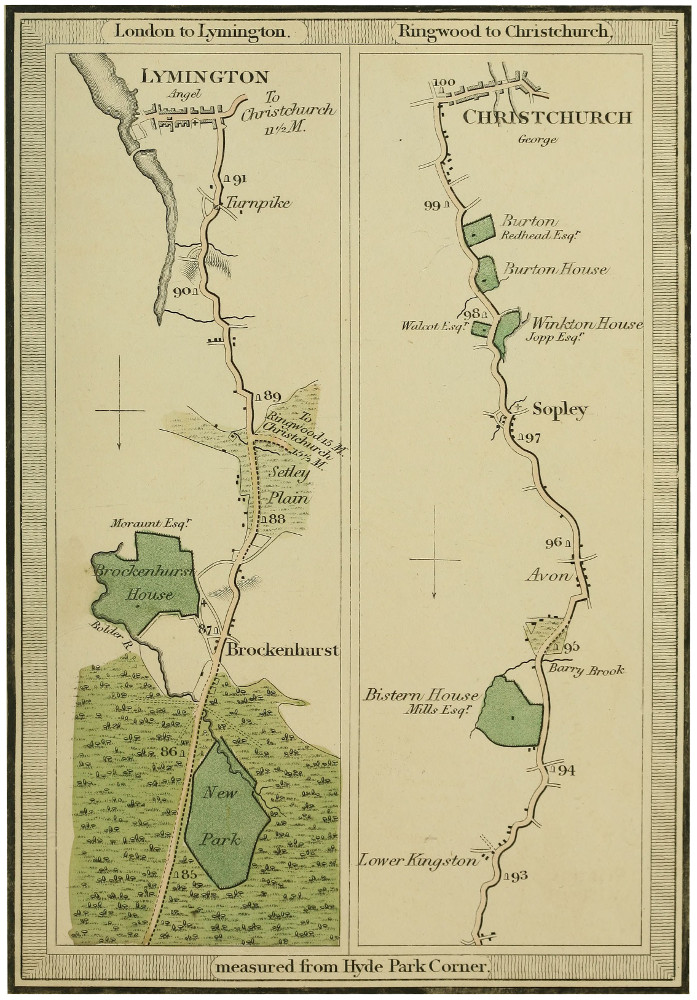 London to Lymington.
LYMINGTON
Angel
To
Christchurch
11½ M.
91
Turnpike
90
89
To
Ringwood 15 M.
Christchurch
15½ M.
Setley
Plain
88
Moraunt Esqr.
Brockenhurst
House
Bolder R.
87
Brockenhurst
86
New
Park
85
Ringwood to Christchurch.
100
CHRISTCHURCH
George
99
Burton
Redhead Esqr.
Burton House
98
Walcot Esqr.
Winkton House
Jopp Esqr.
Sopley
97
96
Avon
95
Barry Brook
Bistern House
Mills Esqr.
94
Lower Kingston
93
measured from Hyde Park Corner.